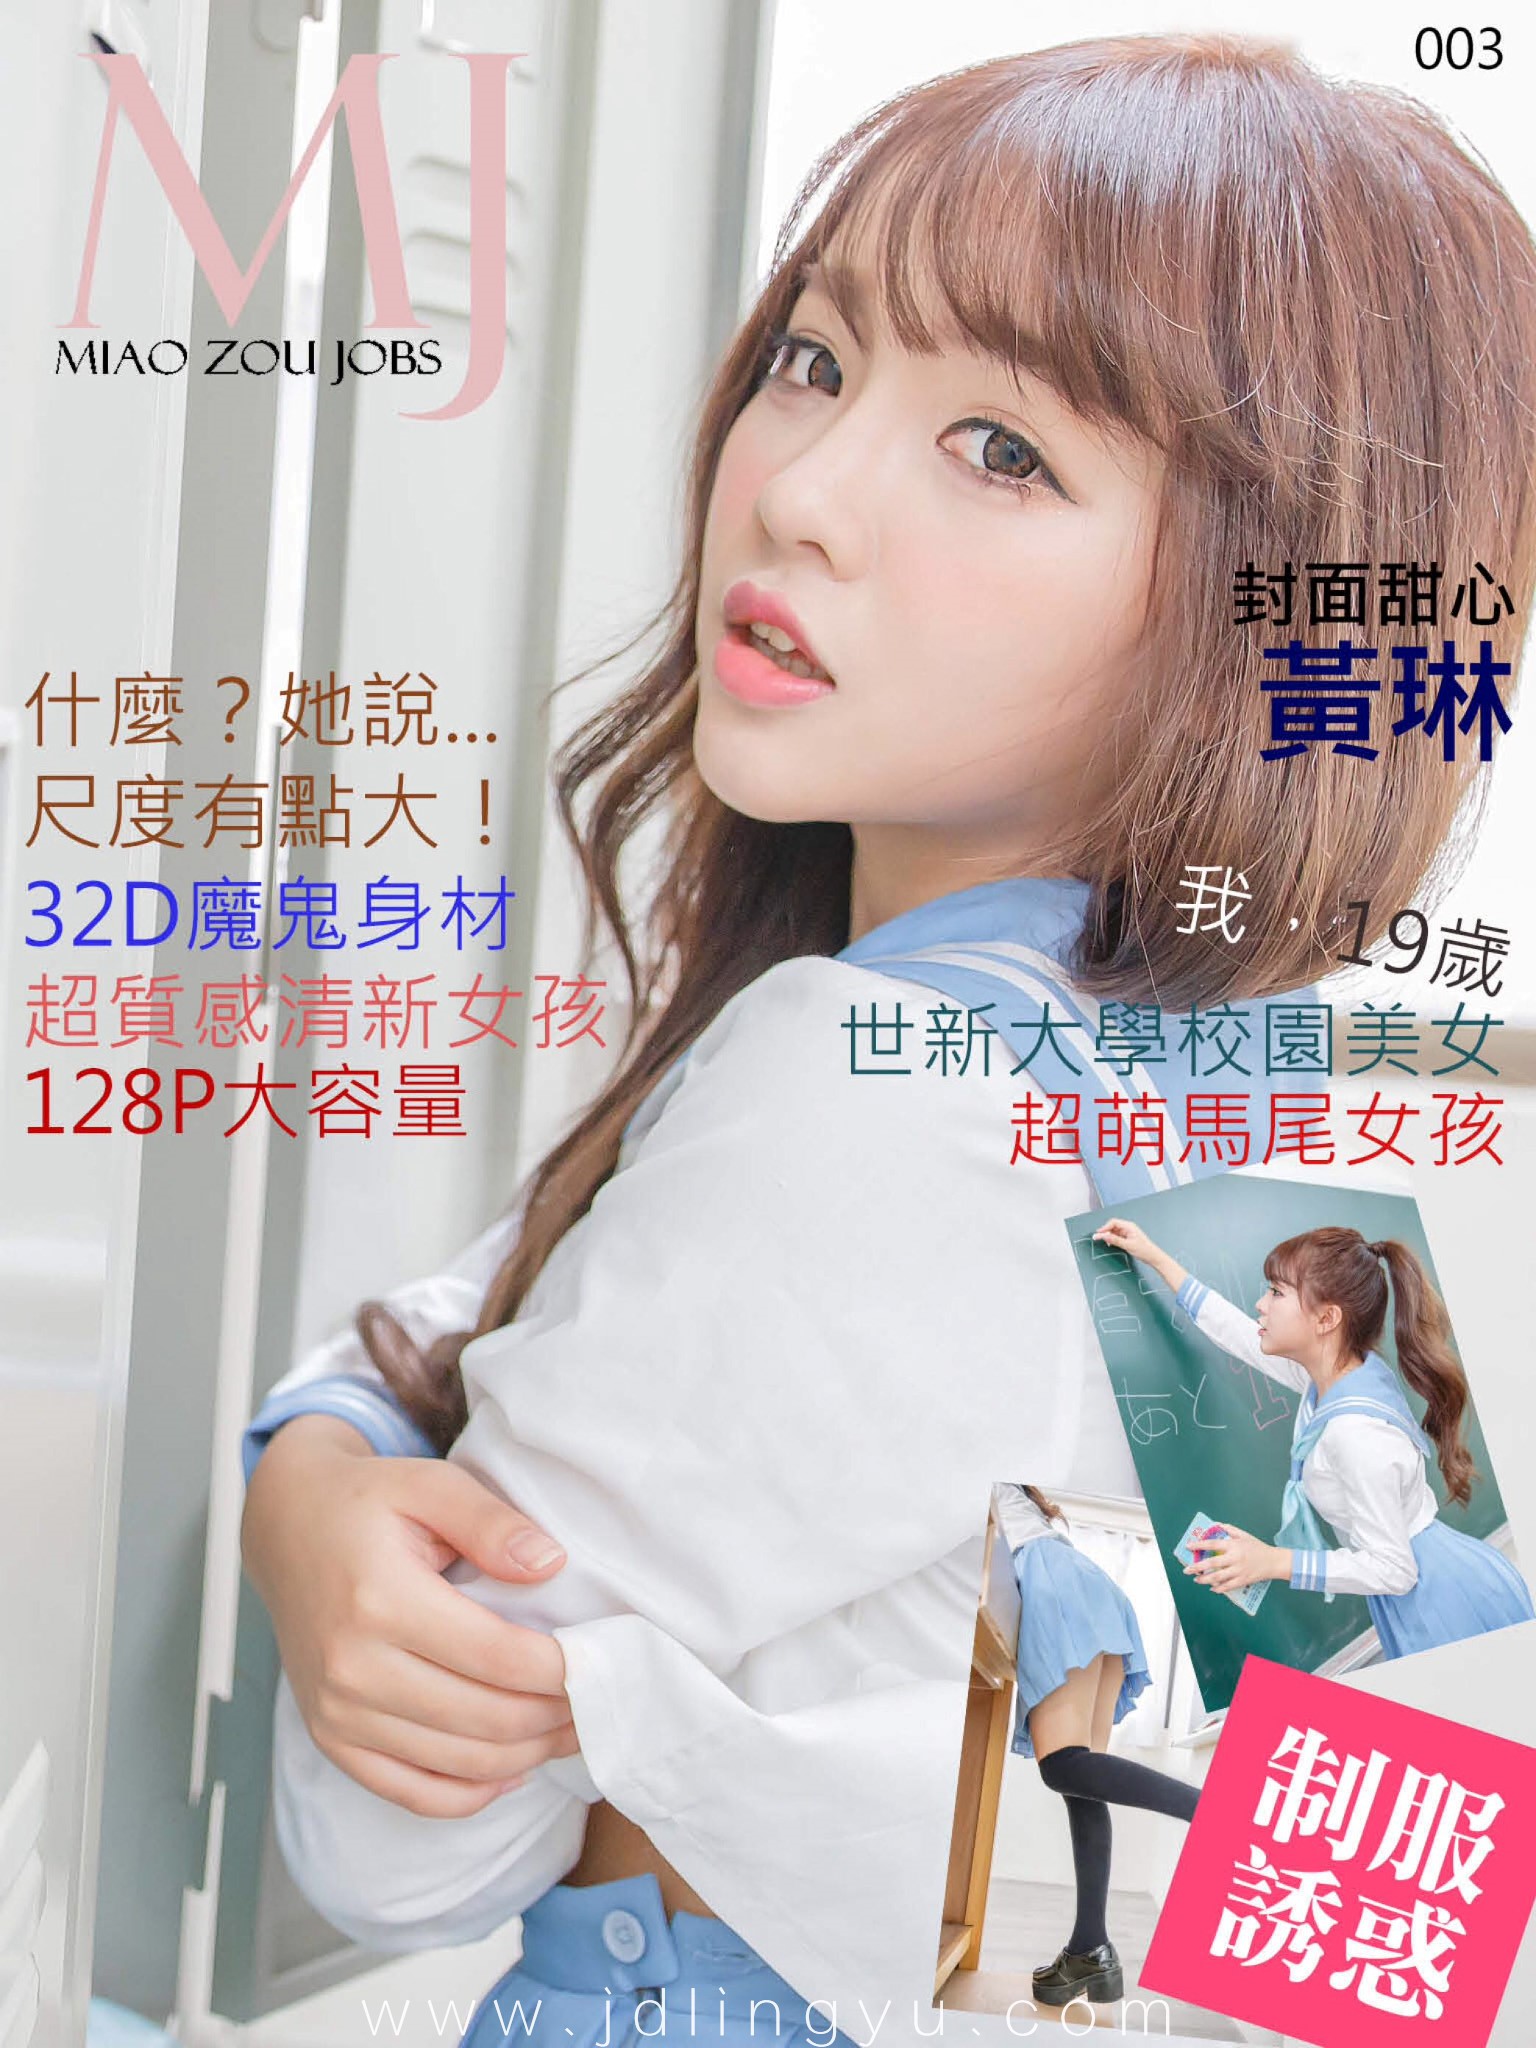 003
MJ
MIAO ZOU JOBS
封面甜心
黃琳
什麼？她說...
尺度有點大！
32D魔鬼身材
超質感清新女孩
128P大容量
我，19歲
世新大學校園美女
超萌馬尾女孩
あと
制服
誘惑
www.jdlingyu.com